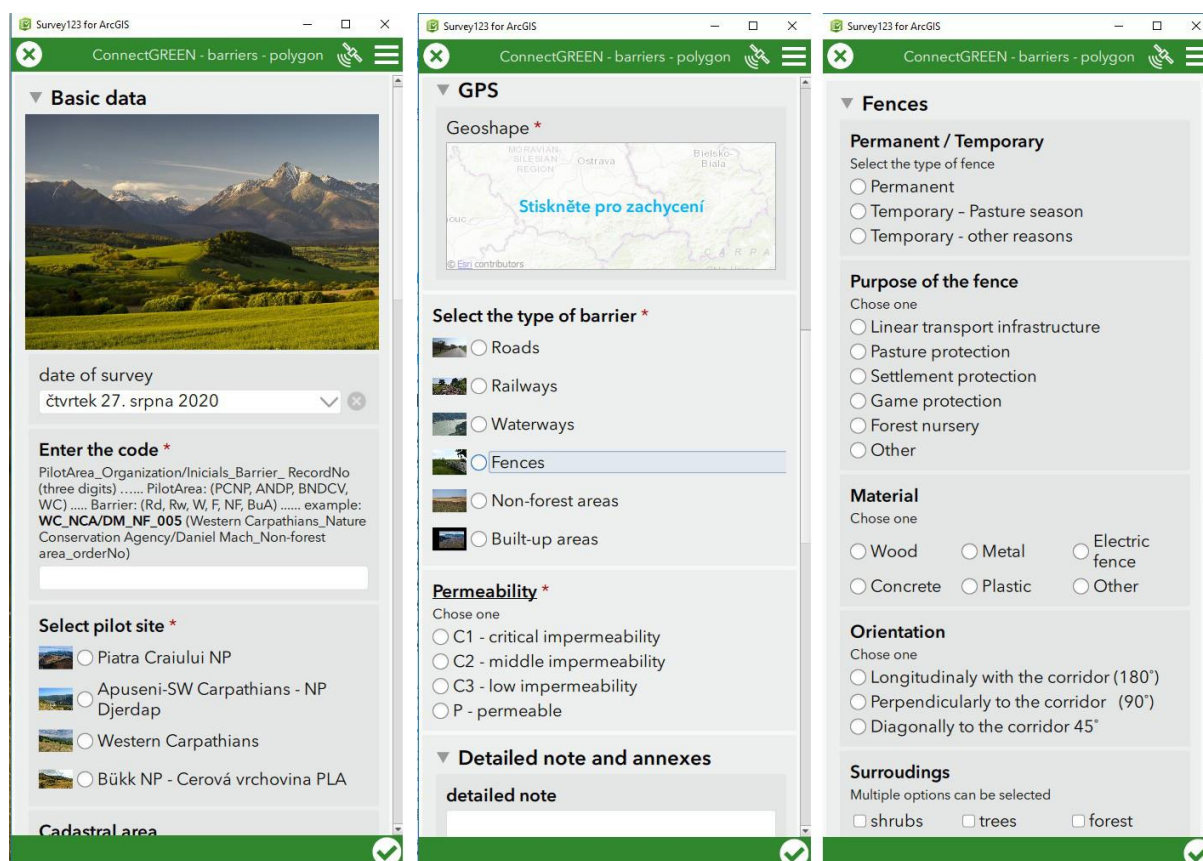 Survey123 for ArcGIS
ConnectGREEN - barriers - polygon
Basic data
date of survey
čtvrtek 27. srpna 2020
Enter the code *
PilotArea_Organization/Inicials_Barrier_ RecordNo
(three digits) …... PilotArea: (PCNP, ANDP, BNDCV,
WC) ..... Barrier: (Rd, Rw, W, F, NF, BuA) ...... example:
WC_NCA/DM_NF_005 (Western Carpathians_Nature
Conservation Agency/Daniel Mach_Non-forest
area_orderNo)
Select pilot site *
Piatra Craiului NP
Apuseni-SW Carpathians - NP
Djerdap
Western Carpathians
Bükk NP - Cerová vrchovina PLA
Cadastral area
Survey123 for ArcGIS
ConnectGREEN - barriers - polygon
GPS
Geoshape *
MORAVIAN-
SILESIAN
REGION
Ostrava
Bielsko-
Biala
Stiskněte pro zachycení
ouc
CARPA
© Esri contributors
Select the type of barrier *
Roads
Railways
Waterways
Fences
Non-forest areas
Built-up areas
Permeability *
Chose one
C1 - critical impermeability
C2 - middle impermeability
C3 - low impermeability
P - permeable
Detailed note and annexes
detailed note
Survey123 for ArcGIS
ConnectGREEN - barriers - polygon
Fences
Permanent / Temporary
Select the type of fence
Permanent
Temporary – Pasture season
Temporary - other reasons
Purpose of the fence
Chose one
Linear transport infrastructure
Pasture protection
Settlement protection
Game protection
Forest nursery
Other
Material
Chose one
Wood Metal Electric
fence
Concrete Plastic Other
Orientation
Chose one
Longitudinaly with the corridor (180°)
Perpendicularly to the corridor (90°)
Diagonally to the corridor 45°
Surroudings
Multiple options can be selected
shrubs trees forest